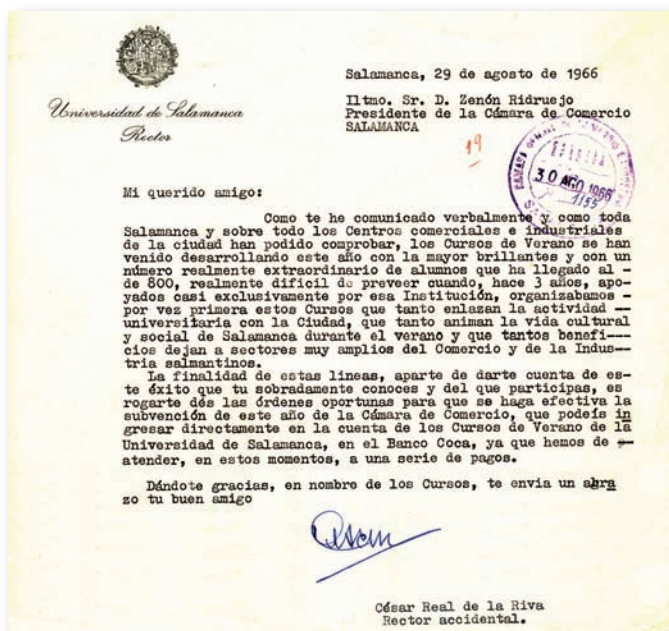 Universidad de Salamanca
Rector
Salamanca, 29 de agosto de 1966
Iltmo. Sr. D. Zenón Ridruejo
Presidente de la Cámara de Comercio
SALAMANCA
19
30 AGO 1966
1155
Mi querido amigo:
Como te he comunicado verbalmente y como toda
Salamanca y sobre todo los Centros comerciales e industriales
de la ciudad han podido comprobar, los Cursos de Verano se han
venido desarrollando este año con la mayor brillantes y con un
número realmente extraordinario de alumnos que ha llegado al -
de 800, realmente dificil de preveer cuando, hace 3 años, apo-
yados casi exclusivamente por esa Institución, organizabamos -
por vez primera estos Cursos que tanto enlazan la actividad --
universitaria con la Ciudad, que tanto animan la vida cultural
y social de Salamanca durante el verano y que tantos benefi---
cios dejan a sectores muy amplios del Comercio y de la Indus--
tria salmantinos.
La finalidad de estas lineas, aparte de darte cuenta de es-
te éxito que tu sobradamente conoces y del que participas, es
rogarte dés las órdenes oportunas para que se haga efectiva la
subvención de este año de la Cámara de Comercio, que podeís in
gresar directamente en la cuenta de los Cursos de Verano de la
Universidad de Salamanca, en el Banco Coca, ya que hemos de --
atender, en estos momentos, a una serie de pagos.
Dándote gracias, en nombre de los Cursos, te envia un abra
zo tu buen amigo
César Real de la Riva
Rector accidental.